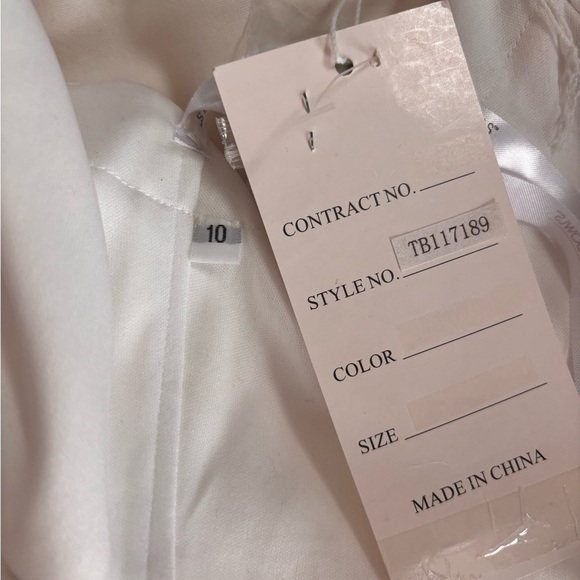 10
CONTRACT NO.
STYLE NO. TB117189
COLOR
SIZE
MADE IN CHINA